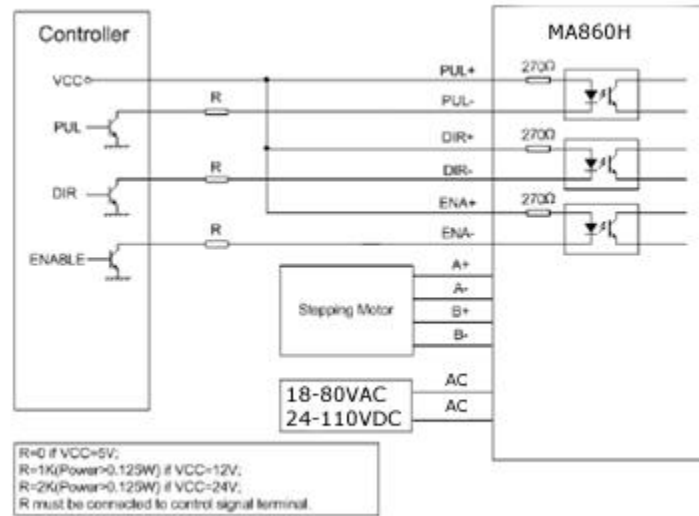 Controller
MA860H
VCC
PUL+
270Ω
R
PUL-
PUL
DIR+
270Ω
R
DIR-
DIR
ENA+
270Ω
R
ENA-
ENABLE
A+
A-
Stepping Motor
B+
B-
18-80VAC
24-110VDC
AC
AC
R=0 if VCC=5V;
R=1K(Power>0.125W) if VCC=12V;
R=2K(Power>0.125W) if VCC=24V;
R must be connected to control signal terminal.